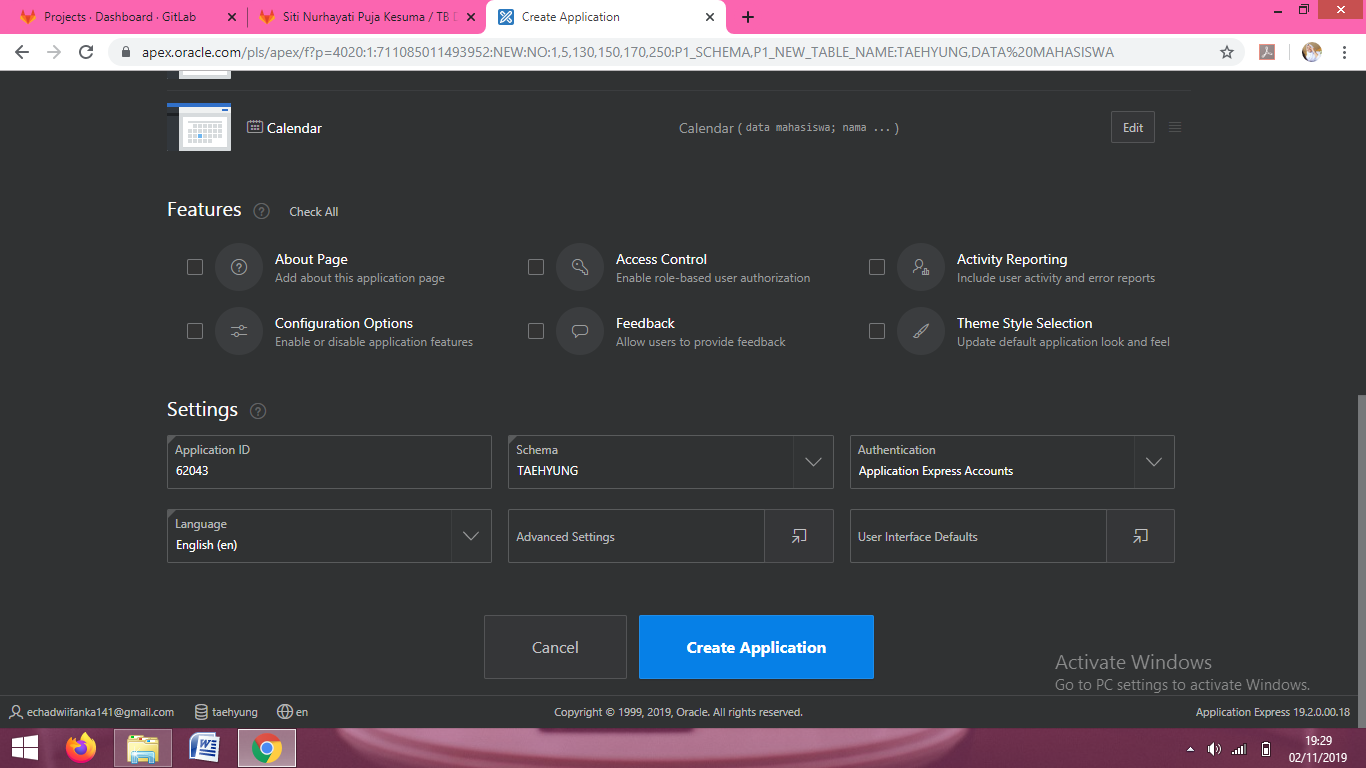 Projects · Dashboard · GitLab
Siti Nurhayati Puja Kesuma / TB D
Create Application
apex.oracle.com/pls/apex/f?p=4020:1:711085011493952:NEW:NO:1,5,130,150,170,250:P1_SCHEMA,P1_NEW_TABLE_NAME:TAEHYUNG,DATA%20MAHASISWA
Calendar
Calendar ( data mahasiswa; nama ... )
Edit
Features ? Check All
About Page
Add about this application page
Access Control
Enable role-based user authorization
Activity Reporting
Include user activity and error reports
Configuration Options
Enable or disable application features
Feedback
Allow users to provide feedback
Theme Style Selection
Update default application look and feel
Settings ?
Application ID
62043
Schema
TAEHYUNG
Authentication
Application Express Accounts
Language
English (en)
Advanced Settings
User Interface Defaults
Cancel
Create Application
Activate Windows
Go to PC settings to activate Windows.
echadwiifanka141@gmail.com
taehyung
en
Copyright © 1999, 2019, Oracle. All rights reserved.
Application Express 19.2.0.00.18
19:29
02/11/2019